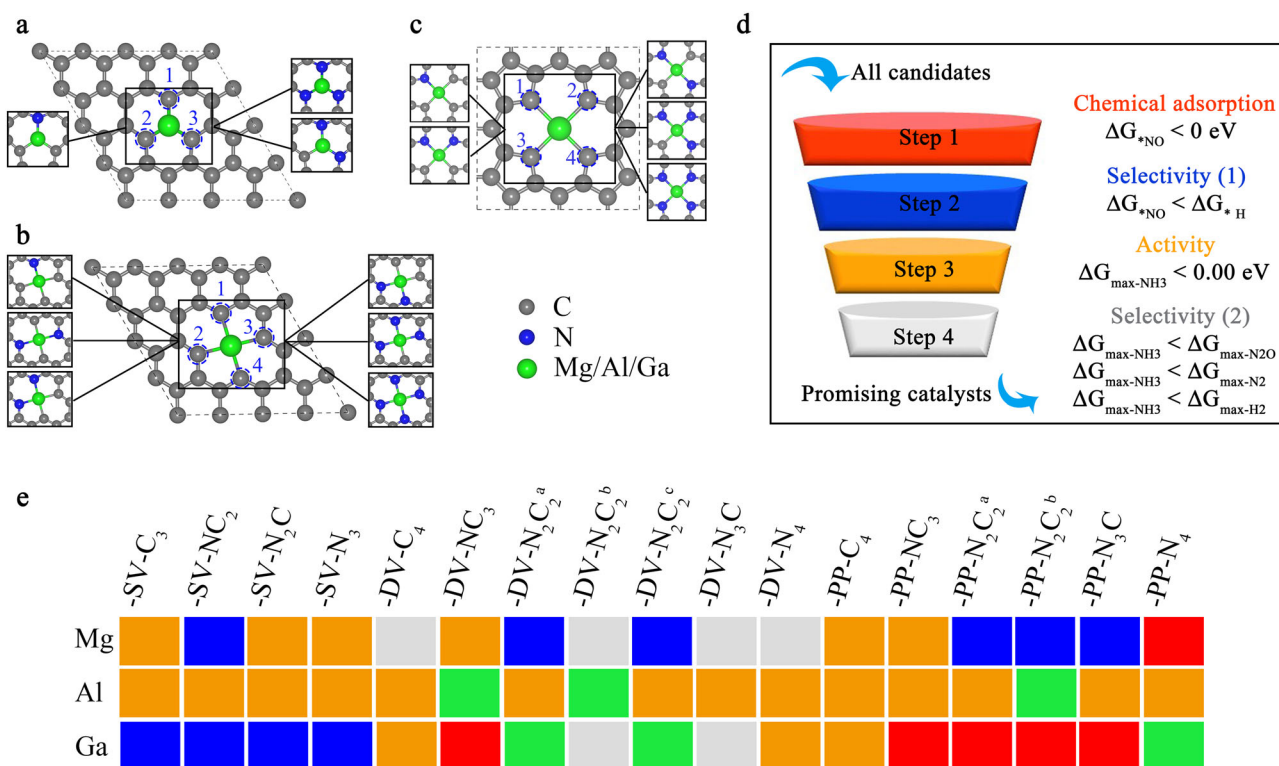 a
1
2
3
b
1
2
3
4
c
1
2
3
4
C
N
Mg/Al/Ga
d
All candidates
Step 1
Step 2
Step 3
Step 4
Promising catalysts
Chemical adsorption
ΔG*NO < 0 eV
Selectivity (1)
ΔG*NO < ΔG* H
Activity
ΔGmax-NH3 < 0.00 eV
Selectivity (2)
ΔGmax-NH3 < ΔGmax-N2O
ΔGmax-NH3 < ΔGmax-N2
ΔGmax-NH3 < ΔGmax-H2
e
-SV-C3
-SV-NC2
-SV-N2C
-SV-N3
-DV-C4
-DV-NC3
-DV-N2C2a
-DV-N2C2b
-DV-N2C2c
-DV-N3C
-DV-N4
-PP-C4
-PP-NC3
-PP-N2C2a
-PP-N2C2b
-PP-N3C
-PP-N4
Mg
Al
Ga